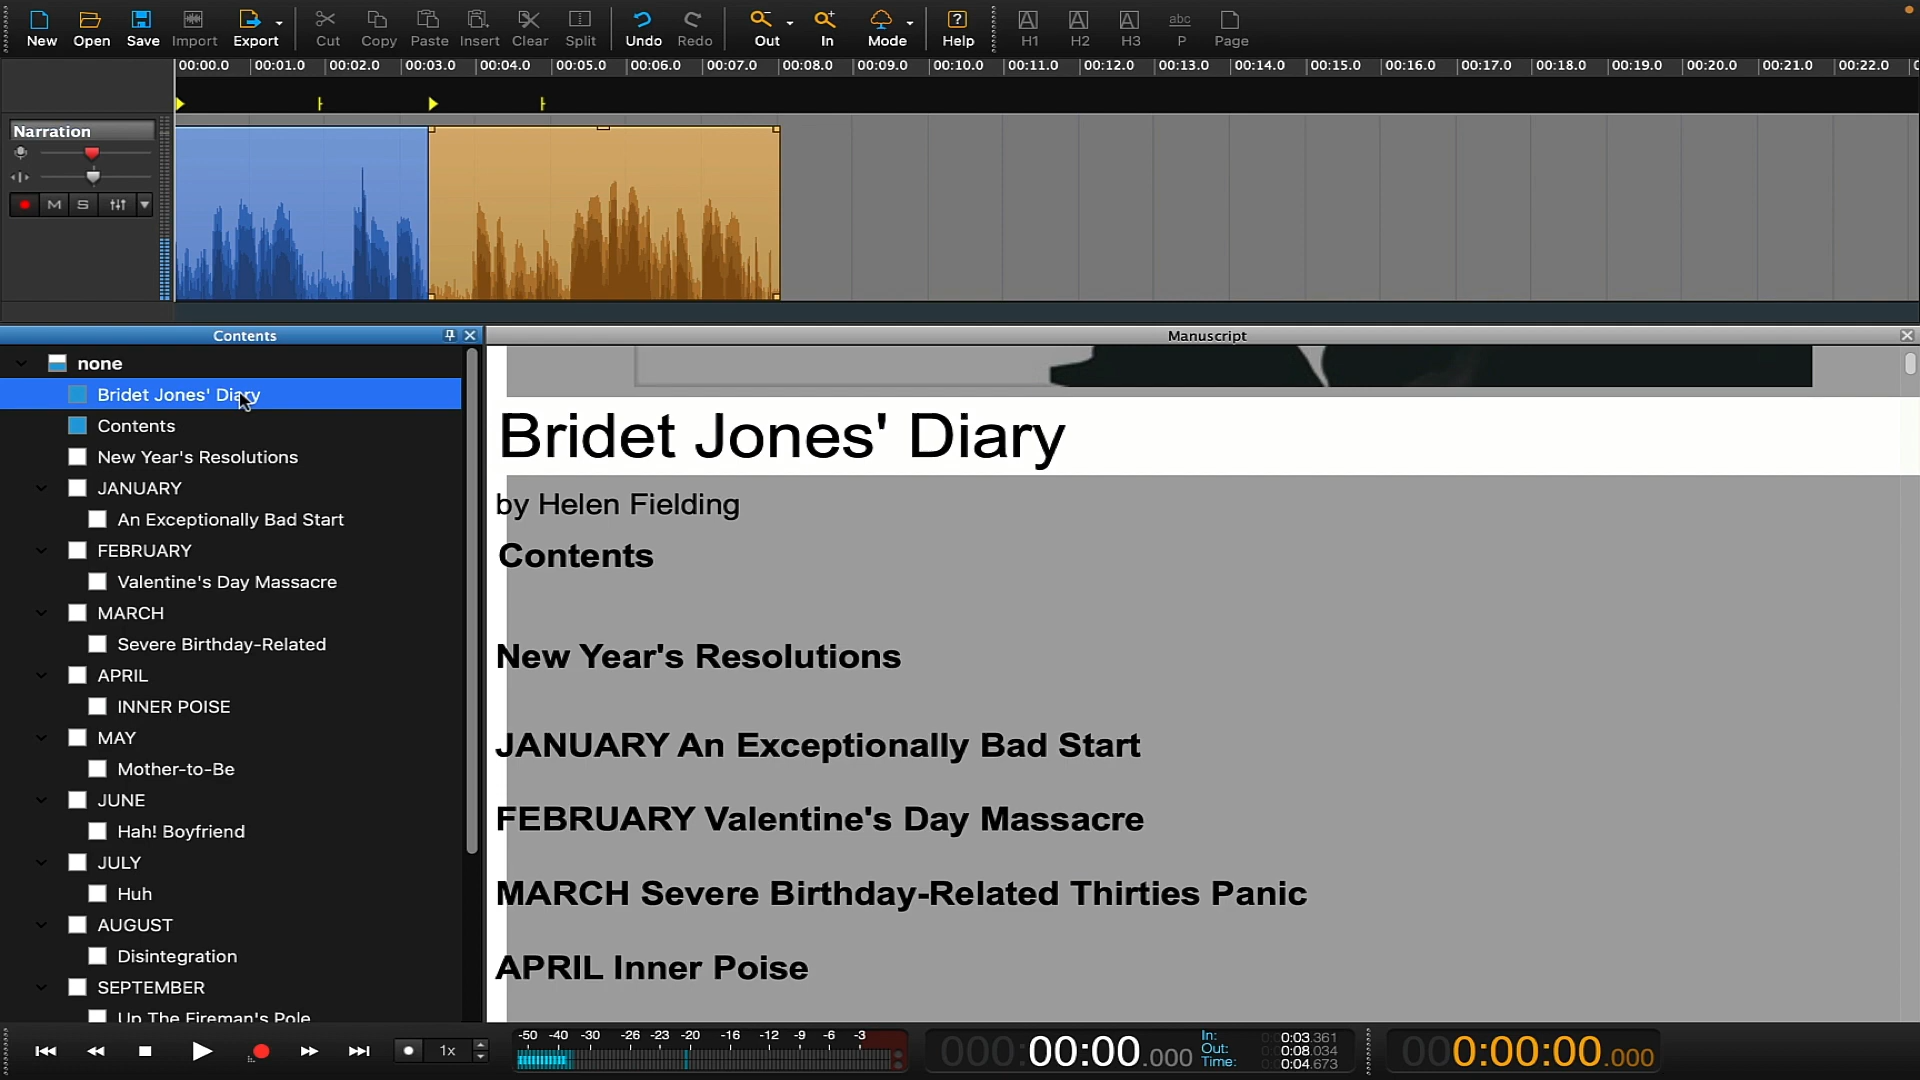 New Open Save Import Export Cut Copy Paste Insert Clear Split Undo Redo Out In Mode Help H1 H2 H3 abc P Page
00:00.0 00:01.0 00:02.0 00:03.0 00:04.0 00:05.0 00:06.0 00:07.0 00:08.0 00:09.0 00:10.0 00:11.0 00:12.0 00:13.0 00:14.0 00:15.0 00:16.0 00:17.0 00:18.0 00:19.0 00:20.0 00:21.0 00:22.0
Narration
M S
Contents
none
Bridet Jones' Diary
Contents
New Year's Resolutions
JANUARY
An Exceptionally Bad Start
FEBRUARY
Valentine's Day Massacre
MARCH
Severe Birthday-Related
APRIL
INNER POISE
MAY
Mother-to-Be
JUNE
Hah! Boyfriend
JULY
Huh
AUGUST
Disintegration
SEPTEMBER
Up The Fireman's Pole
Manuscript
Bridet Jones' Diary
by Helen Fielding
Contents
New Year's Resolutions
JANUARY An Exceptionally Bad Start
FEBRUARY Valentine's Day Massacre
MARCH Severe Birthday-Related Thirties Panic
APRIL Inner Poise
1x
-50 -40 -30 -26 -23 -20 -16 -12 -9 -6 -3
000:00:00.000
In: 0:03.361
Out: 0:08.034
Time: 0:04.673
000:00:00.000